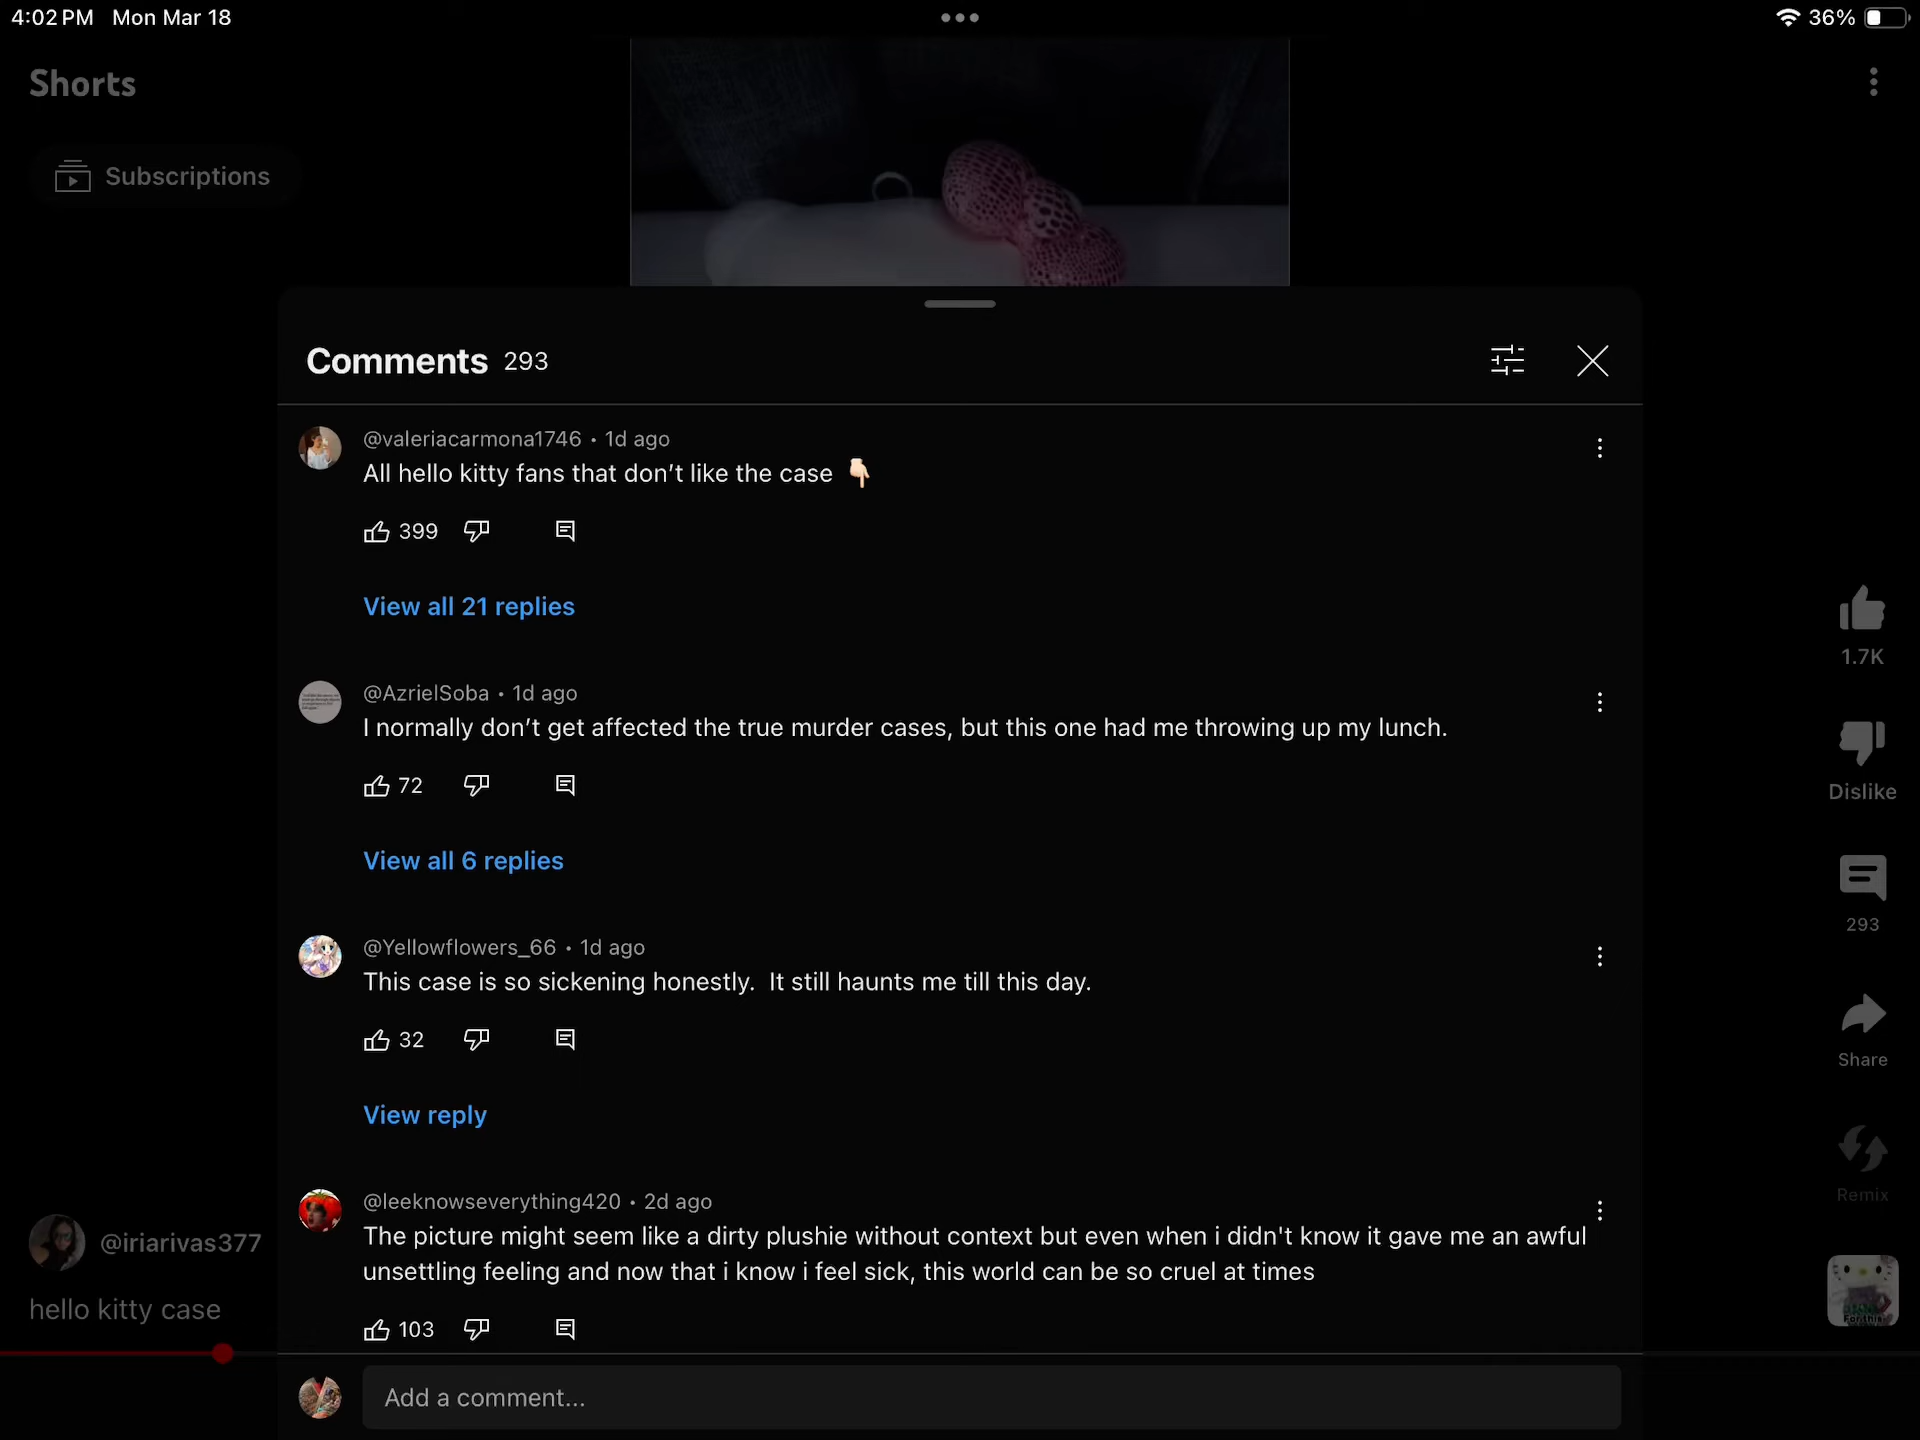 4:02 PM Mon Mar 18
36%
Shorts
Subscriptions
Comments 293
@valeriacarmona1746 • 1d ago
All hello kitty fans that don’t like the case 👇🏻
399
View all 21 replies
@AzrielSoba • 1d ago
I normally don’t get affected the true murder cases, but this one had me throwing up my lunch.
72
View all 6 replies
@Yellowflowers_66 • 1d ago
This case is so sickening honestly.  It still haunts me till this day.
32
View reply
@leeknowseverything420 • 2d ago
The picture might seem like a dirty plushie without context but even when i didn't know it gave me an awful
unsettling feeling and now that i know i feel sick, this world can be so cruel at times
103
Add a comment...
1.7K
Dislike
293
Share
Remix
@iriarivas377
hello kitty case